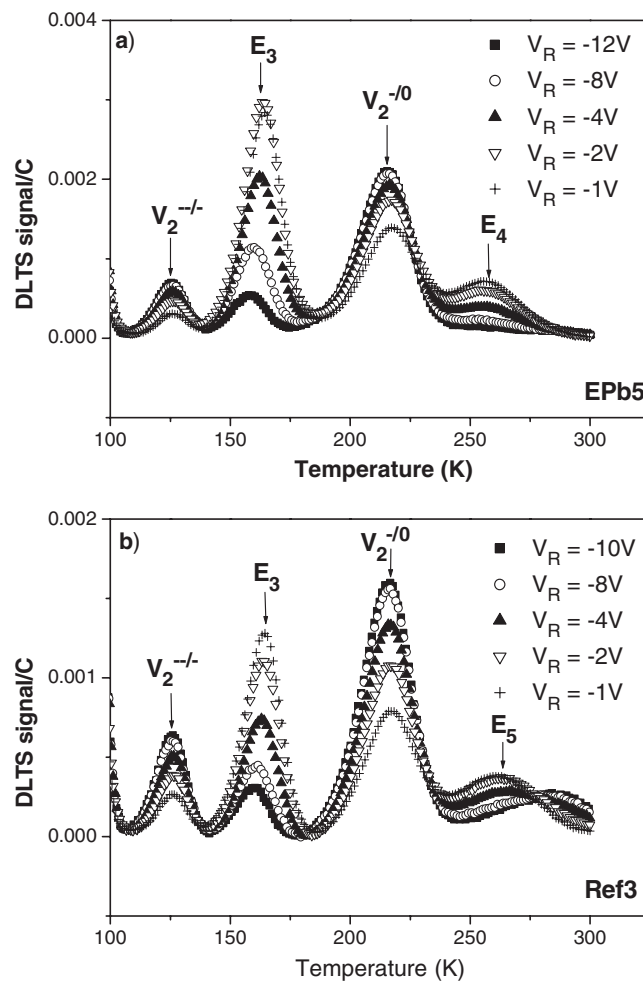 a)
E3
V2-/0
V2--/-
E4
VR = -12V
VR = -8V
VR = -4V
VR = -2V
VR = -1V
EPb5
DLTS signal/C
0.004
0.002
0.000
100 150 200 250 300
Temperature (K)
b)
V2-/0
E3
V2--/-
E5
VR = -10V
VR = -8V
VR = -4V
VR = -2V
VR = -1V
Ref3
DLTS signal/C
0.002
0.001
0.000
100 150 200 250 300
Temperature (K)